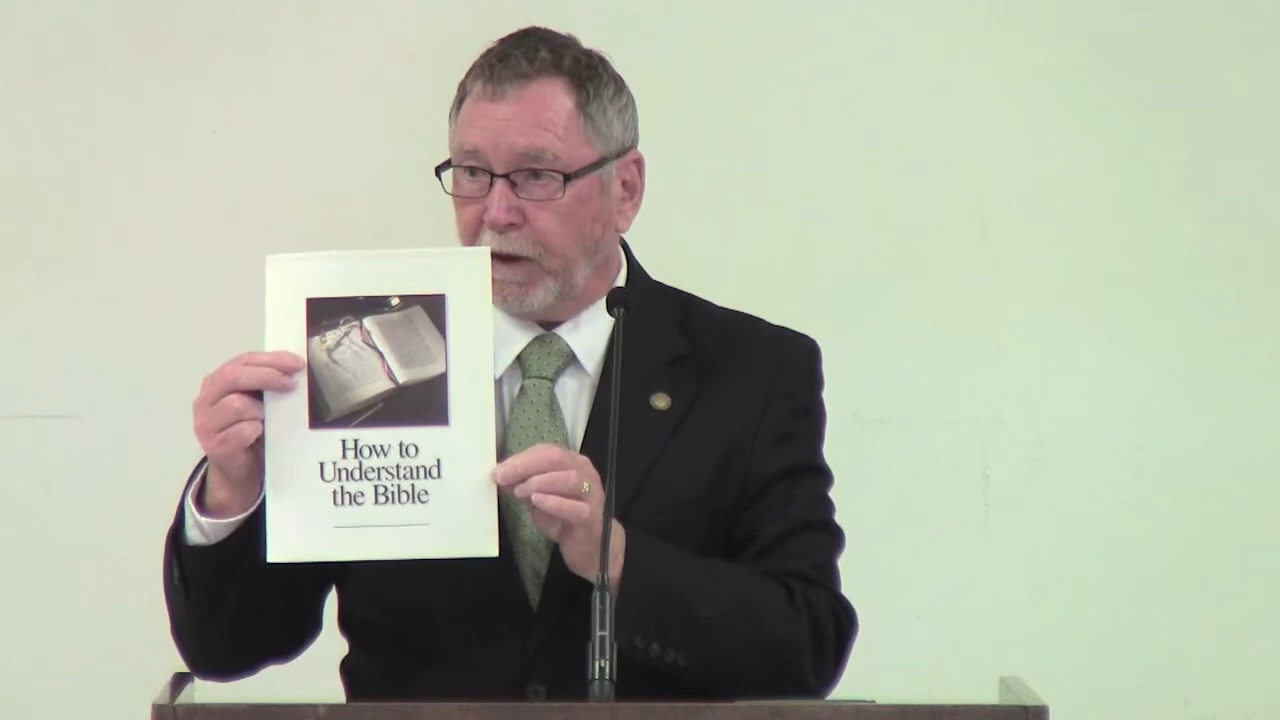 How to
Understand
the Bible